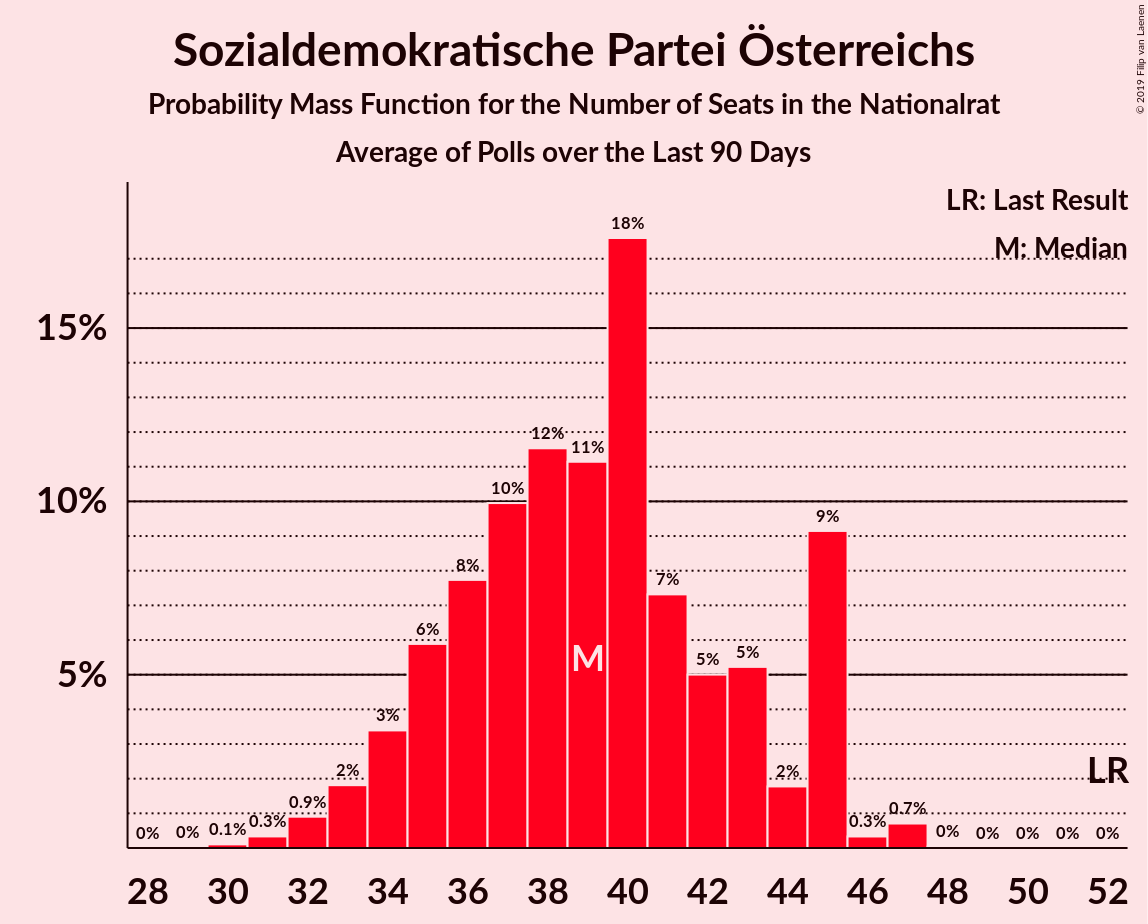 Sozialdemokratische Partei Österreichs
Probability Mass Function for the Number of Seats in the Nationalrat
Average of Polls over the Last 90 Days
© 2019 Filip van Laenen
LR: Last Result
M: Median
15%
10%
5%
0% 0% 0.1% 0.3% 0.9% 2% 3% 6% 8% 10% 12% 11% 18% 7% 5% 5% 2% 9% 0.3% 0.7% 0% 0% 0% 0% 0%
M
LR
28 30 32 34 36 38 40 42 44 46 48 50 52